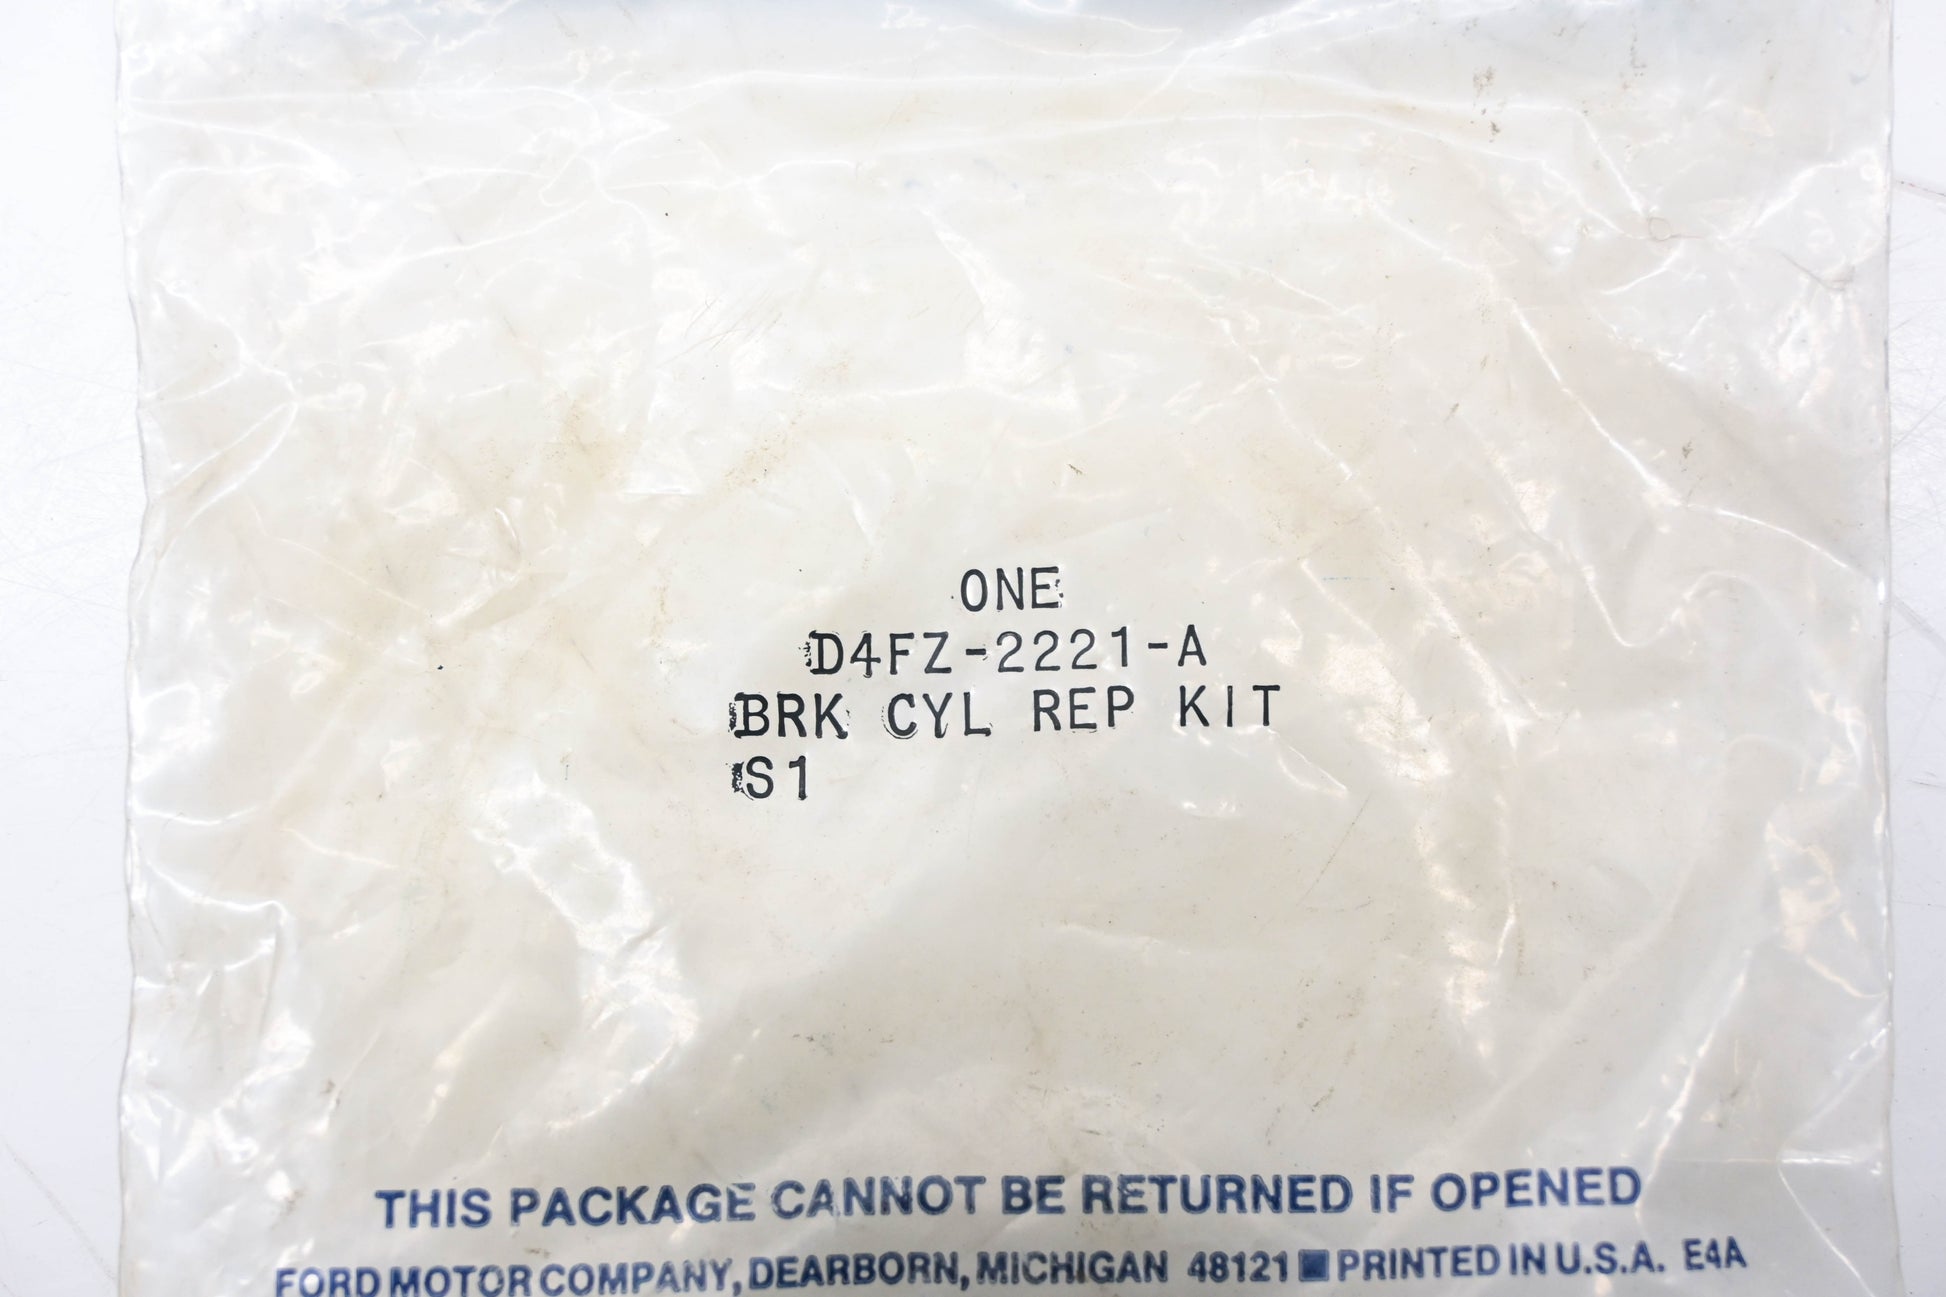 ONE
D4FZ-2221-A
BRK CYL REP KIT
S1
THIS PACKAGE CANNOT BE RETURNED IF OPENED
FORD MOTOR COMPANY, DEARBORN, MICHIGAN 48121 ■ PRINTED IN U.S.A. E4A